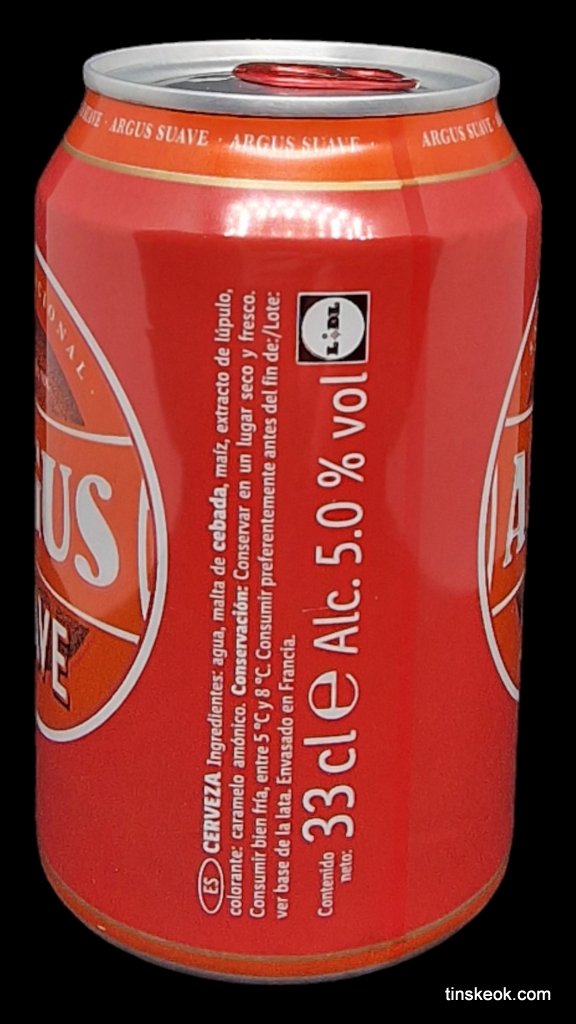 ARGUS SUAVE · ARGUS SUAVE
ARGUS SUAVE
GUS
ES CERVEZA Ingredientes: agua, malta de cebada, maíz, extracto de lúpulo,
colorante: caramelo amónico. Conservación: Conservar en un lugar seco y fresco.
Consumir bien fría, entre 5 °C y 8 °C. Consumir preferentemente antes del fin de:/Lote:
ver base de la lata. Envasado en Francia.
Contenido
neto: 33 cl e Alc. 5.0 % vol
LIDL
tinskeok.com